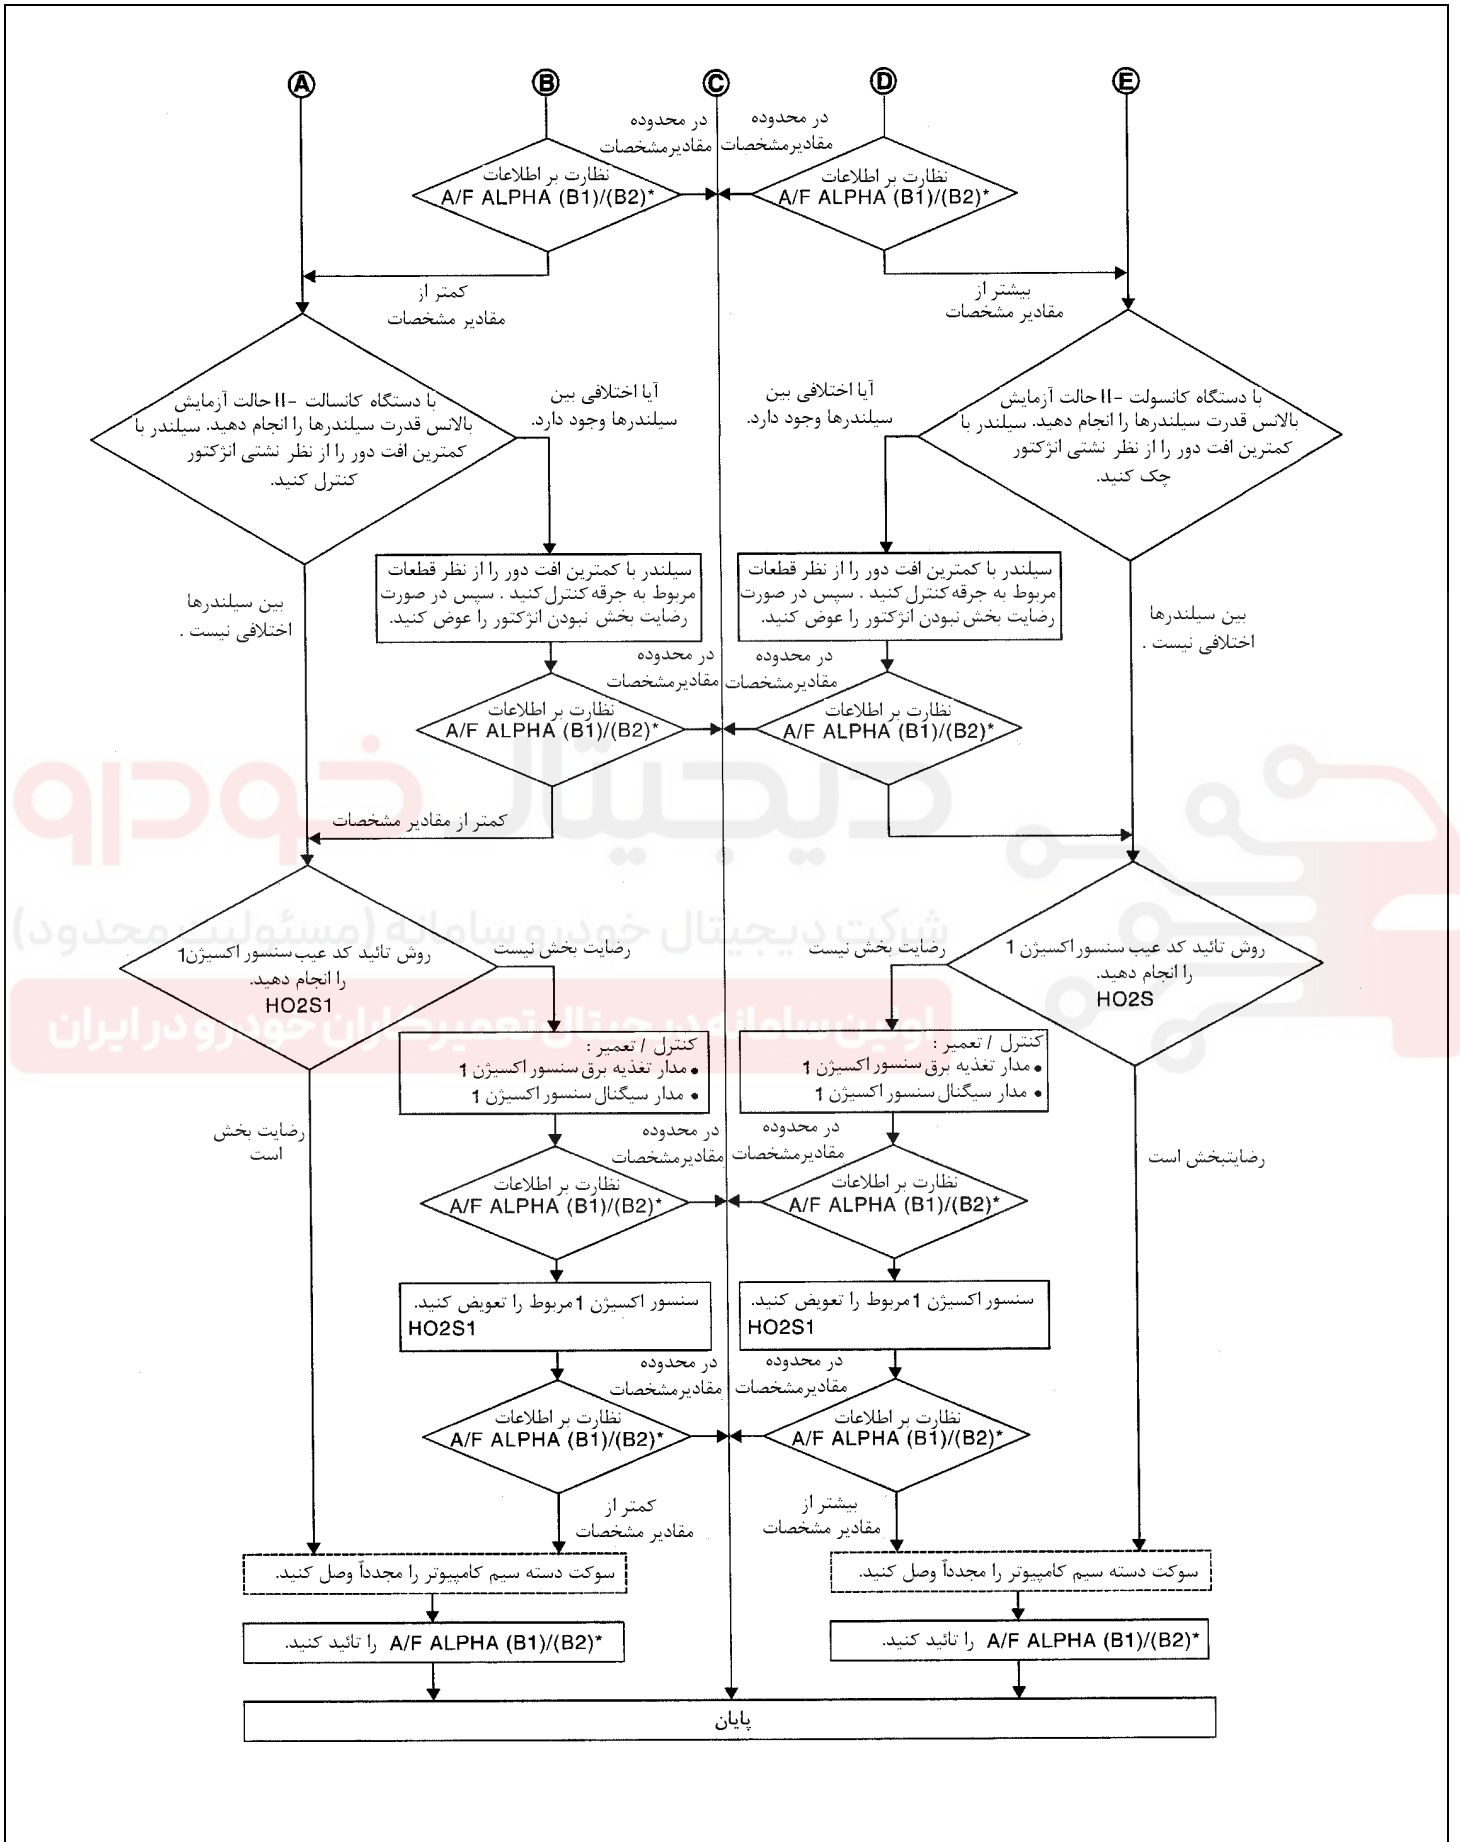 A
B
C
D
E
در محدوده
مقادیرمشخصات
در محدوده
مقادیرمشخصات
نظارت بر اطلاعات
A/F ALPHA (B1)/(B2)*
نظارت بر اطلاعات
A/F ALPHA (B1)/(B2)*
بیشتر از
مقادیر مشخصات
کمتر از
مقادیر مشخصات
با دستگاه کانسولت -II حالت آزمایش
بالانس قدرت سیلندرها را انجام دهید. سیلندر با
کمترین افت دور را از نظر نشتی انژکتور
چک کنید.
آیا اختلافی بین
سیلندرها وجود دارد.
آیا اختلافی بین
سیلندرها وجود دارد.
با دستگاه کانسالت -II حالت آزمایش
بالانس قدرت سیلندرها را انجام دهید. سیلندر با
کمترین افت دور را از نظر نشتی انژکتور
کنترل کنید.
سیلندر با کمترین افت دور را از نظر قطعات
مربوط به جرقه کنترل کنید . سپس در صورت
رضایت بخش نبودن انژکتور را عوض کنید.
سیلندر با کمترین افت دور را از نظر قطعات
مربوط به جرقه کنترل کنید . سپس در صورت
رضایت بخش نبودن انژکتور را عوض کنید.
بین سیلندرها
اختلافی نیست .
بین سیلندرها
اختلافی نیست .
در محدوده
مقادیرمشخصات
در محدوده
مقادیرمشخصات
نظارت بر اطلاعات
A/F ALPHA (B1)/(B2)*
نظارت بر اطلاعات
A/F ALPHA (B1)/(B2)*
کمتر از مقادیر مشخصات
دیجیتال خودرو
شرکت دیجیتال خودرو سامانه (مسئولیت محدود)
اولین سامانه دیجیتال تعمیرکاران خودرو در ایران
روش تائید کد عیب سنسور اکسیژن 1
را انجام دهید.
HO2S
رضایت بخش نیست
رضایت بخش نیست
روش تائید کد عیب سنسور اکسیژن1
را انجام دهید.
HO2S1
کنترل / تعمیر :
• مدار تغذیه برق سنسور اکسیژن 1
• مدار سیگنال سنسور اکسیژن 1
کنترل / تعمیر :
• مدار تغذیه برق سنسور اکسیژن 1
• مدار سیگنال سنسور اکسیژن 1
رضایتبخش است
رضایت بخش
است
در محدوده
مقادیرمشخصات
در محدوده
مقادیرمشخصات
نظارت بر اطلاعات
A/F ALPHA (B1)/(B2)*
نظارت بر اطلاعات
A/F ALPHA (B1)/(B2)*
سنسور اکسیژن 1 مربوط را تعویض کنید.
HO2S1
سنسور اکسیژن 1 مربوط را تعویض کنید.
HO2S1
در محدوده
مقادیرمشخصات
در محدوده
مقادیرمشخصات
نظارت بر اطلاعات
A/F ALPHA (B1)/(B2)*
نظارت بر اطلاعات
A/F ALPHA (B1)/(B2)*
بیشتر از
مقادیر مشخصات
کمتر از
مقادیر مشخصات
سوکت دسته سیم کامپیوتر را مجدداً وصل کنید.
سوکت دسته سیم کامپیوتر را مجدداً وصل کنید.
A/F ALPHA (B1)/(B2)* را تائید کنید.
A/F ALPHA (B1)/(B2)* را تائید کنید.
پایان